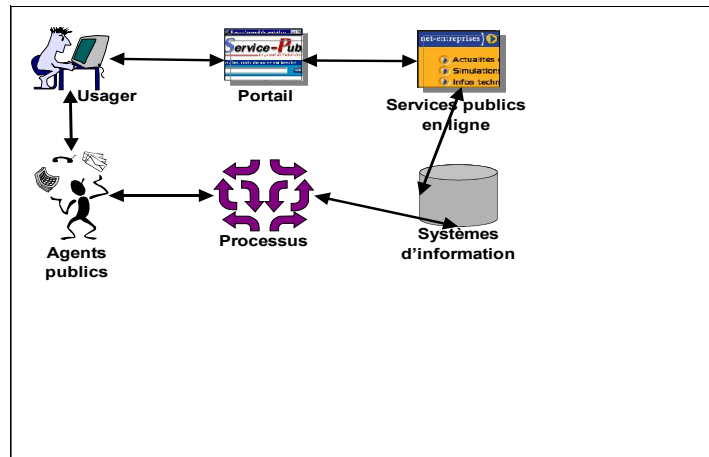 Service-Pub
net-entreprises
Actualités
Simulations
Infos techn
Usager
Portail
Services publics
en ligne
Agents
publics
Processus
Systèmes
d'information